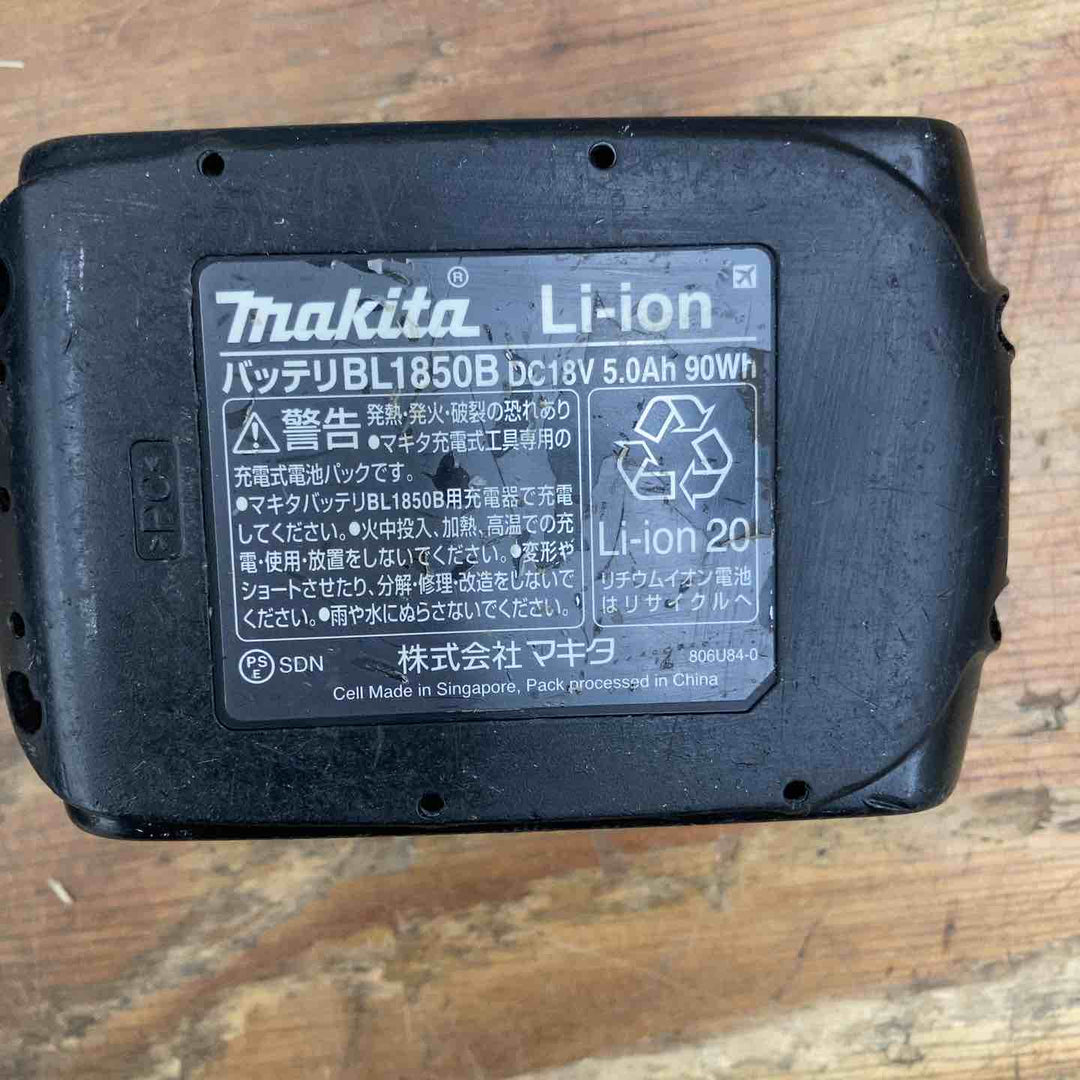 makita® Li-ion
バッテリBL1850B DC18V 5.0Ah 90Wh
警告 発熱・発火・破裂の恐れあり
●マキタ充電式工具専用の
充電式電池パックです。
●マキタバッテリBL1850B用充電器で充電
してください。●火中投入、加熱、高温での充
電・使用・放置をしないでください。●変形や
ショートさせたり、分解・修理・改造をしないで
ください。●雨や水にぬらさないでください。
Li-ion 20
リチウムイオン電池
はリサイクルへ
PSE SDN 株式会社マキタ 806U84-0
Cell Made in Singapore, Pack processed in China
>PC<